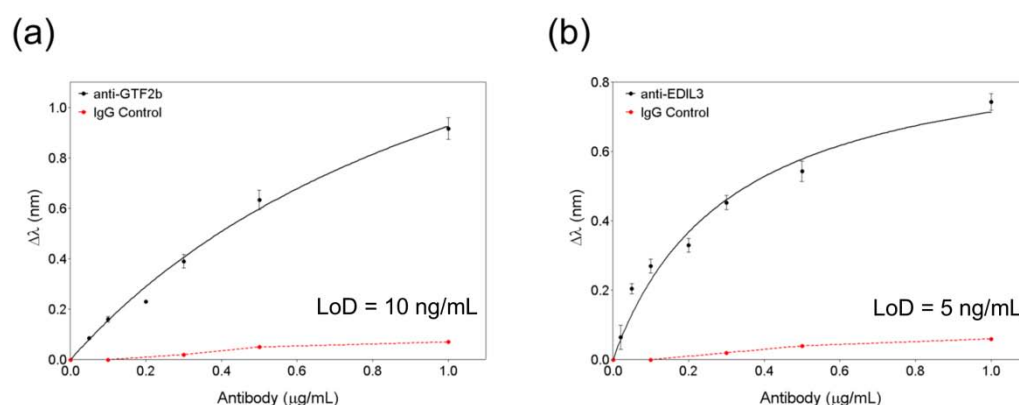 (a)
anti-GTF2b
IgG Control
1.0
0.8
0.6
0.4
0.2
0.0
Δλ (nm)
LoD = 10 ng/mL
0.0 0.2 0.4 0.6 0.8 1.0
Antibody (μg/mL)
(b)
0.8
anti-EDIL3
IgG Control
0.6
0.4
0.2
0.0
Δλ (nm)
LoD = 5 ng/mL
0.0 0.2 0.4 0.6 0.8 1.0
Antibody (μg/mL)